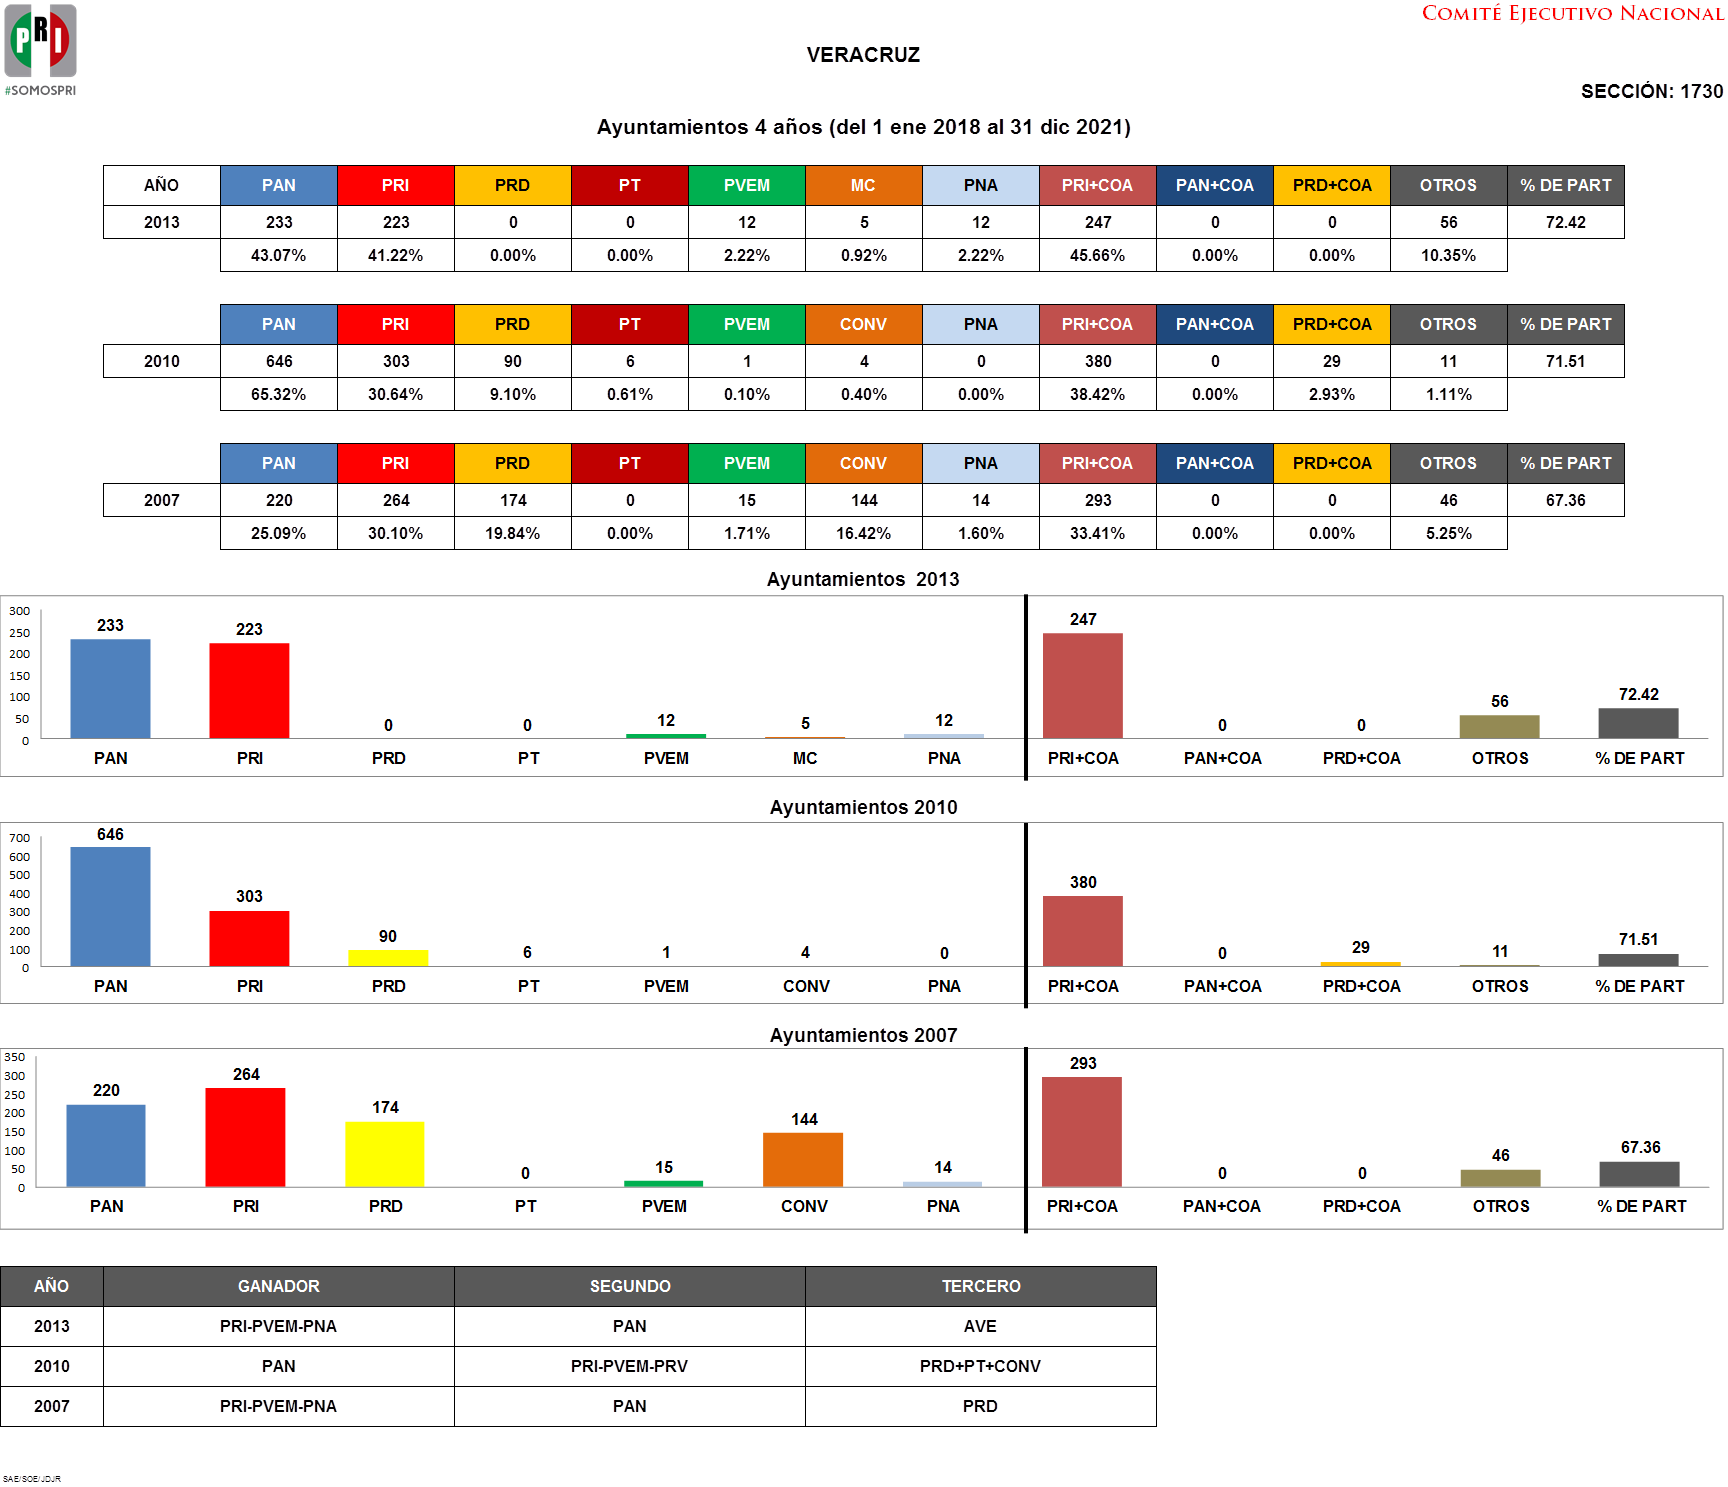 PRI
#SOMOSPRI
COMITÉ EJECUTIVO NACIONAL
VERACRUZ
SECCIÓN: 1730
Ayuntamientos 4 años (del 1 ene 2018 al 31 dic 2021)
AÑO PAN PRI PRD PT PVEM MC PNA PRI+COA PAN+COA PRD+COA OTROS % DE PART
2013 233 223 0 0 12 5 12 247 0 0 56 72.42
43.07% 41.22% 0.00% 0.00% 2.22% 0.92% 2.22% 45.66% 0.00% 0.00% 10.35%
PAN PRI PRD PT PVEM CONV PNA PRI+COA PAN+COA PRD+COA OTROS % DE PART
2010 646 303 90 6 1 4 0 380 0 29 11 71.51
65.32% 30.64% 9.10% 0.61% 0.10% 0.40% 0.00% 38.42% 0.00% 2.93% 1.11%
PAN PRI PRD PT PVEM CONV PNA PRI+COA PAN+COA PRD+COA OTROS % DE PART
2007 220 264 174 0 15 144 14 293 0 0 46 67.36
25.09% 30.10% 19.84% 0.00% 1.71% 16.42% 1.60% 33.41% 0.00% 0.00% 5.25%
Ayuntamientos 2013
300
250
200
150
100
50
0
233 223 0 0 12 5 12 247 0 0 56 72.42
PAN PRI PRD PT PVEM MC PNA PRI+COA PAN+COA PRD+COA OTROS % DE PART
Ayuntamientos 2010
700
600
500
400
300
200
100
0
646 303 90 6 1 4 0 380 0 29 11 71.51
PAN PRI PRD PT PVEM CONV PNA PRI+COA PAN+COA PRD+COA OTROS % DE PART
Ayuntamientos 2007
350
300
250
200
150
100
50
0
220 264 174 0 15 144 14 293 0 0 46 67.36
PAN PRI PRD PT PVEM CONV PNA PRI+COA PAN+COA PRD+COA OTROS % DE PART
AÑO GANADOR SEGUNDO TERCERO
2013 PRI-PVEM-PNA PAN AVE
2010 PAN PRI-PVEM-PRV PRD+PT+CONV
2007 PRI-PVEM-PNA PAN PRD
SAE/SOE/JDJR